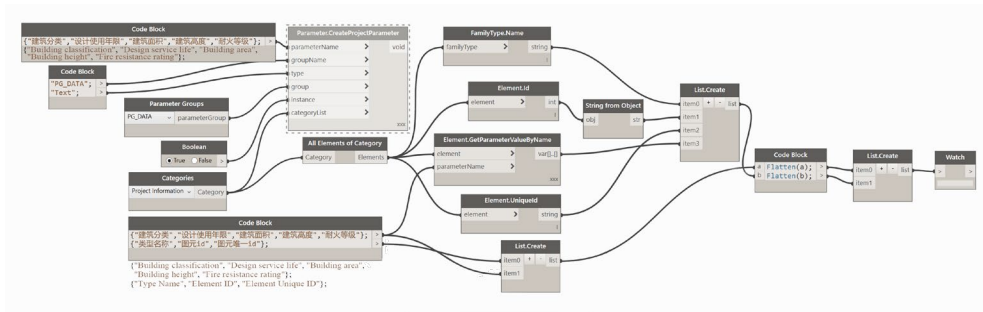 Code Block
{"建筑分类","设计使用年限","建筑面积","建筑高度","耐火等级"}; >
{"Building classification", "Design service life", "Building area",
"Building height", "Fire resistance rating"};
Code Block
"PG_DATA"; >
"Text"; >
Parameter Groups
PG_DATA parameterGroup
Boolean
True False >
Categories
Project Information Category
Code Block
{"建筑分类","设计使用年限","建筑面积","建筑高度","耐火等级"}; >
{"类型名称","图元id","图元唯一id"}; >
{"Building classification", "Design service life", "Building area",
"Building height", "Fire resistance rating"};
{"Type Name", "Element ID", "Element Unique ID"};
Parameter.CreateProjectParameter
parameterName > void
groupName >
type >
group >
instance >
categoryList >
xxx
All Elements of Category
Category Elements
FamilyType.Name
familyType > string
Element.Id
element > int
String from Object
obj str
Element.GetParameterValueByName
element > var[]..[]
parameterName >
xxx
Element.UniqueId
element > string
List.Create
item0 + - list
item1
List.Create
item0 + - list
item1
item2
item3
Code Block
a Flatten(a); >
b Flatten(b); >
List.Create
item0 + - list
item1
Watch
> >